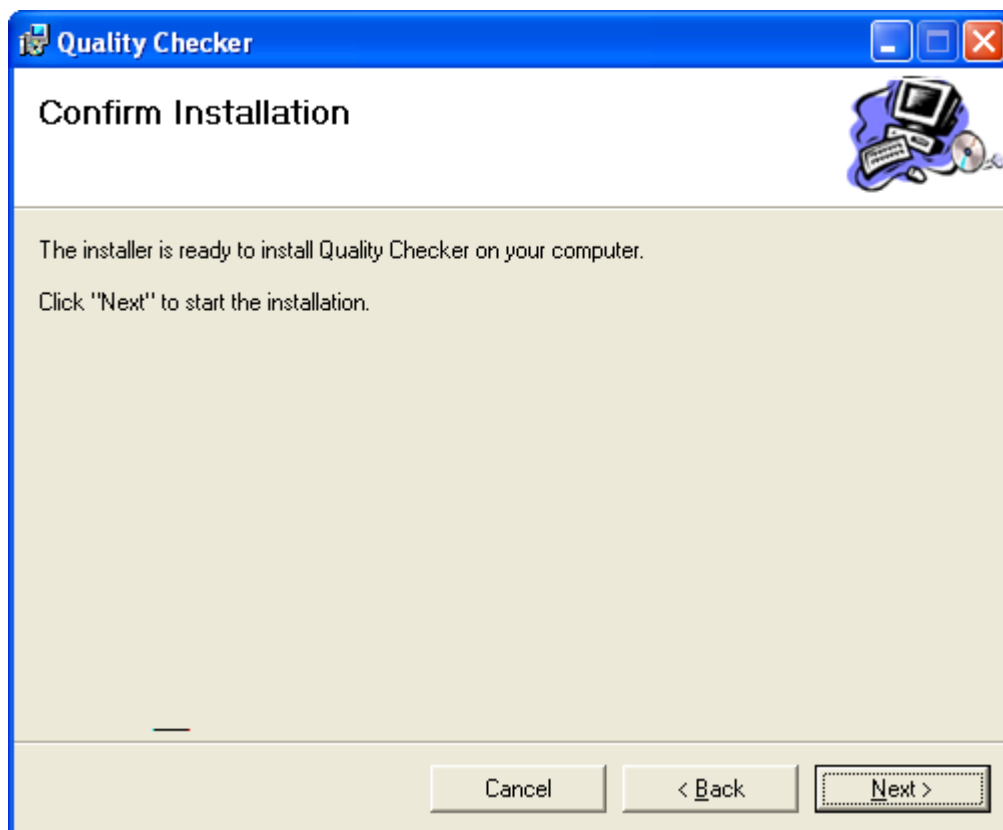 Quality Checker
Confirm Installation
The installer is ready to install Quality Checker on your computer.
Click "Next" to start the installation.
Cancel
< Back
Next >